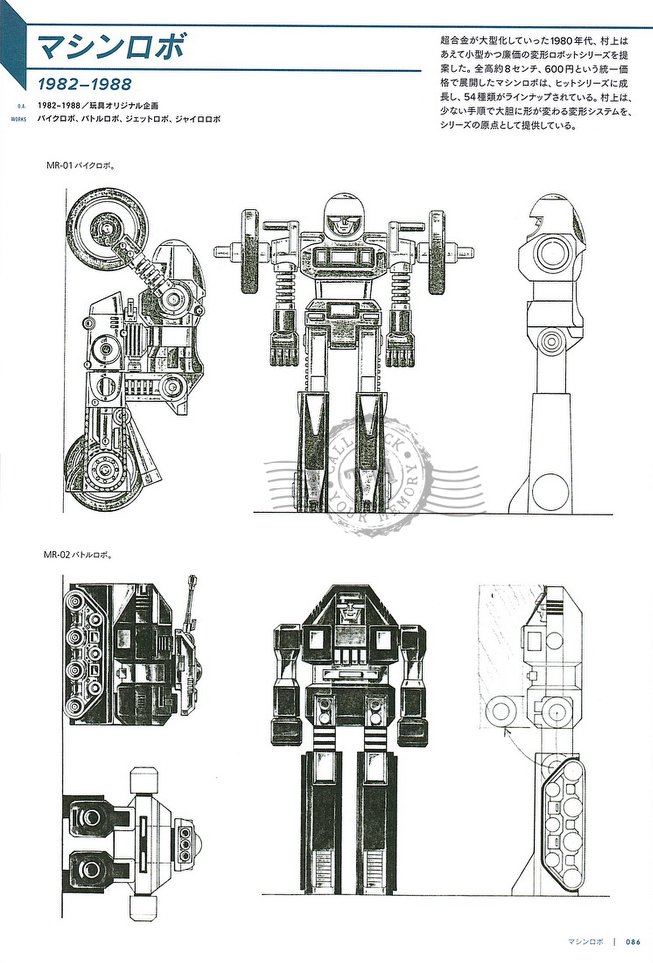 マシンロボ
1982–1988
O.A. 1982–1988／玩具オリジナル企画
WORKS バイクロボ、バトルロボ、ジェットロボ、ジャイロロボ
超合金が大型化していった1980年代、村上は
あえて小型かつ廉価の変形ロボットシリーズを提
案した。全高約8センチ、600円という統一価
格で展開したマシンロボは、ヒットシリーズに成
長し、54種類がラインナップされている。村上は、
少ない手順で大胆に形が変わる変形システムを、
シリーズの原点として提供している。
MR-01 バイクロボ。
CALL BACK
YOUR MEMORY
MR-02 バトルロボ。
マシンロボ | 086